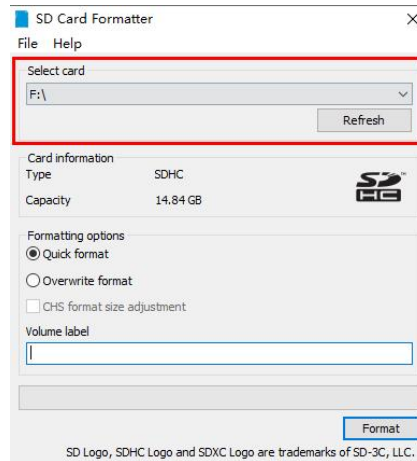 SD Card Formatter
File Help
Select card
F:\
Refresh
Card information
Type SDHC
Capacity 14.84 GB
SD
HC
Formatting options
Quick format
Overwrite format
CHS format size adjustment
Volume label
Format
SD Logo, SDHC Logo and SDXC Logo are trademarks of SD-3C, LLC.